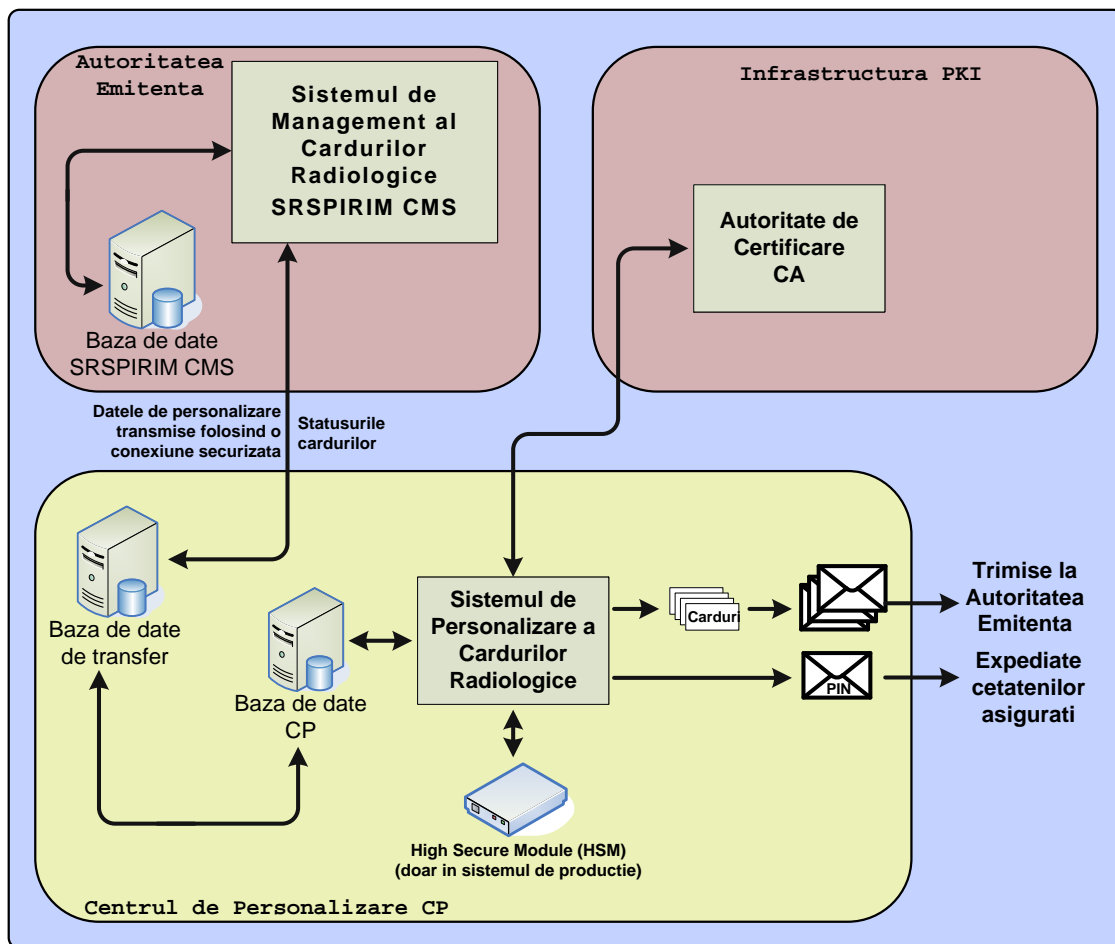 Autoritatea
Emitenta
Sistemul de
Management al
Cardurilor
Radiologice
SRSPIRIM CMS
Baza de date
SRSPIRIM CMS
Infrastructura PKI
Autoritate de
Certificare
CA
Datele de personalizare
transmise folosind o
conexiune securizata
Statusurile
cardurilor
Baza de date
de transfer
Baza de date
CP
Sistemul de
Personalizare a
Cardurilor
Radiologice
Carduri
PIN
Trimise la
Autoritatea
Emitenta
Expediate
cetatenilor
asigurati
High Secure Module (HSM)
(doar in sistemul de productie)
Centrul de Personalizare CP